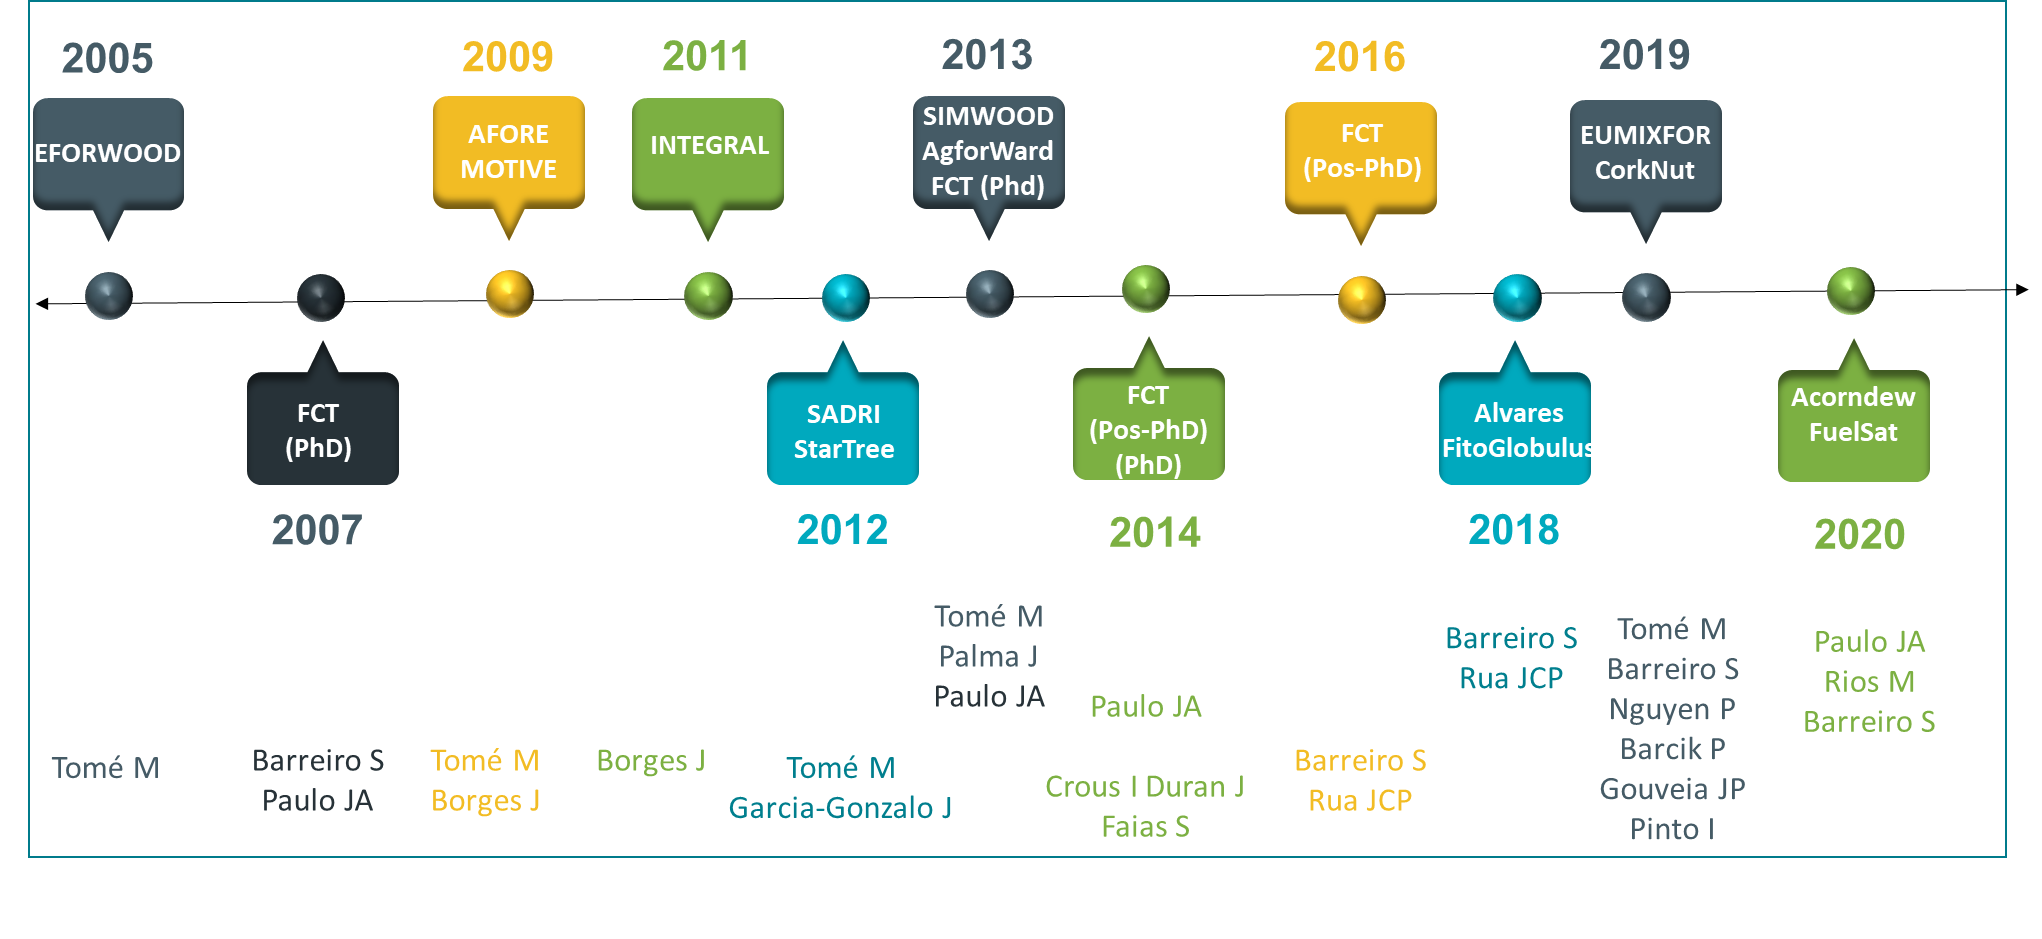 2005
2009
2011
2013
2016
2019
EFORWOOD
AFORE
MOTIVE
INTEGRAL
SIMWOOD
AgforWard
FCT (Phd)
FCT
(Pos-PhD)
EUMIXFOR
CorkNut
FCT
(PhD)
SADRI
StarTree
FCT
(Pos-PhD)
(PhD)
Alvares
FitoGlobulus
Acorndew
FuelSat
2007
2012
2014
2018
2020
Tomé M
Barreiro S
Paulo JA
Tomé M
Borges J
Borges J
Tomé M
Garcia-Gonzalo J
Tomé M
Palma J
Paulo JA
Paulo JA
Crous I Duran J
Faias S
Barreiro S
Rua JCP
Barreiro S
Rua JCP
Tomé M
Barreiro S
Nguyen P
Barcik P
Gouveia JP
Pinto I
Paulo JA
Rios M
Barreiro S